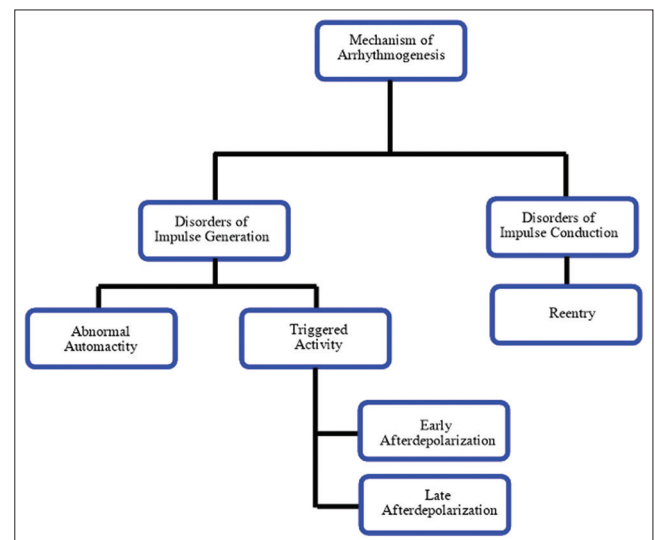 Mechanism of
Arrhythmogenesis
Disorders of
Impulse Generation
Disorders of
Impulse Conduction
Abnormal
Automactity
Triggered
Activity
Reentry
Early
Afterdepolarization
Late
Afterdepolarization